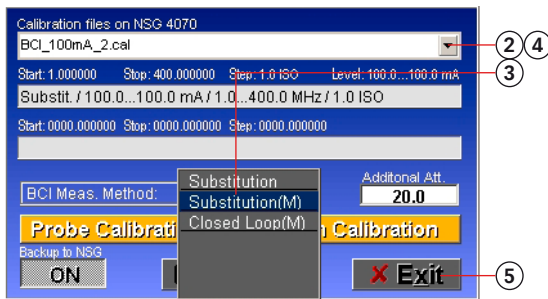 Calibration files on NSG 4070
BCI_100mA_2.cal
2 4
Start: 1.000000 Stop: 400.000000 Step: 1.0 ISO Level: 100.0...100.0 mA
3
Substit. / 100.0...100.0 mA / 1.0...400.0 MHz / 1.0 ISO
Start: 0000.000000 Stop: 0000.000000 Step: 0000.000000
Substitution
Additonal Att.
BCI Meas. Method:
Substitution(M)
20.0
Closed Loop(M)
Probe Calibrati
Calibration
Backup to NSG
ON
Exit
5